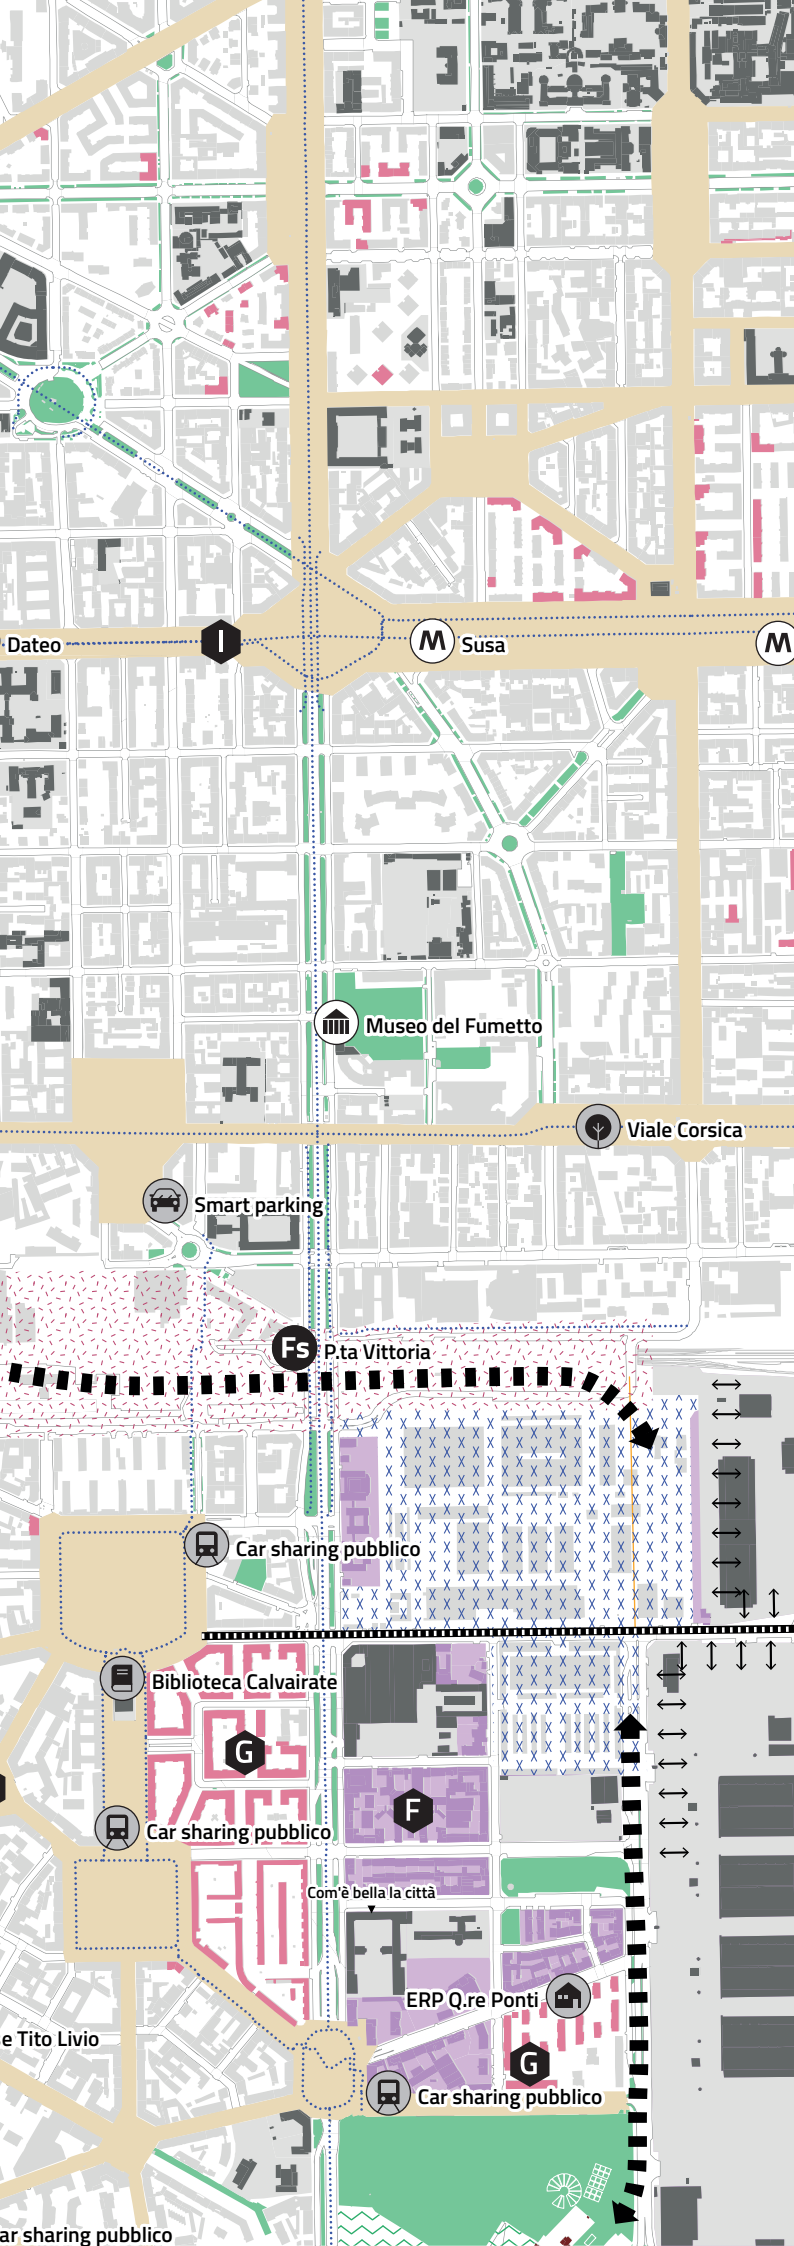 Dateo
I
M
Susa
M
Museo del Fumetto
Viale Corsica
Smart parking
Fs
P.ta Vittoria
Car sharing pubblico
Biblioteca Calvairate
G
F
Car sharing pubblico
Com'è bella la città
ERP Q.re Ponti
e Tito Livio
G
Car sharing pubblico
ar sharing pubblico